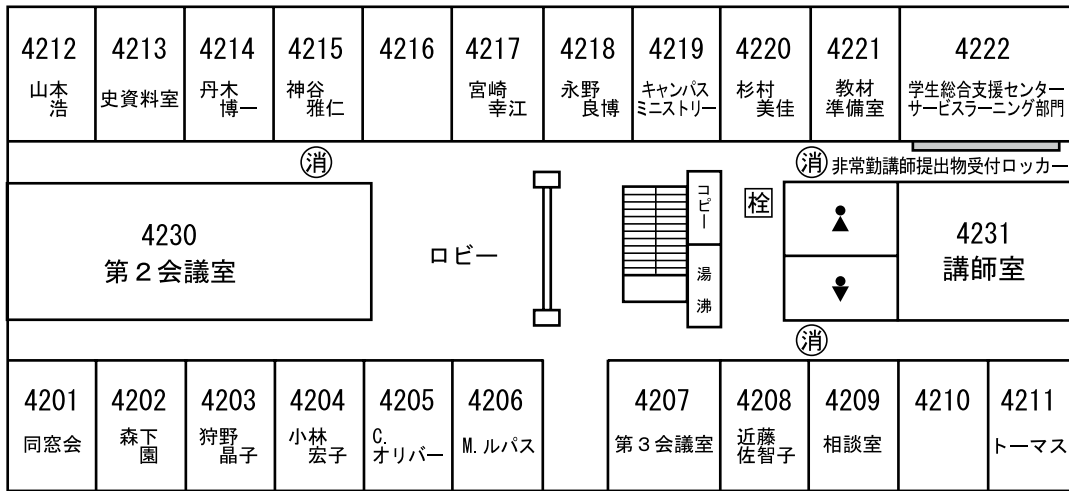 4212
山本
浩
4213
史資料室
4214
丹木
博一
4215
神谷
雅仁
4216
4217
宮崎
幸江
4218
永野
良博
4219
キャンパス
ミニストリー
4220
杉村
美佳
4221
教材
準備室
4222
学生総合支援センター
サービスラーニング部門
消
消
非常勤講師提出物受付ロッカー
4230
第2会議室
ロビー
コピー
湯沸
栓
4231
講師室
消
4201
同窓会
4202
森下
園
4203
狩野
晶子
4204
小林
宏子
4205
C.
オリバー
4206
M.ルパス
4207
第3会議室
4208
近藤
佐智子
4209
相談室
4210
4211
トーマス